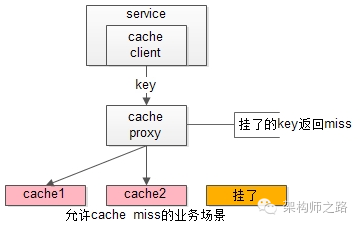 service
cache
client
key
cache
proxy
挂了的key返回miss
cache1
cache2
挂了
允许cache miss的业务场景
架构师之路